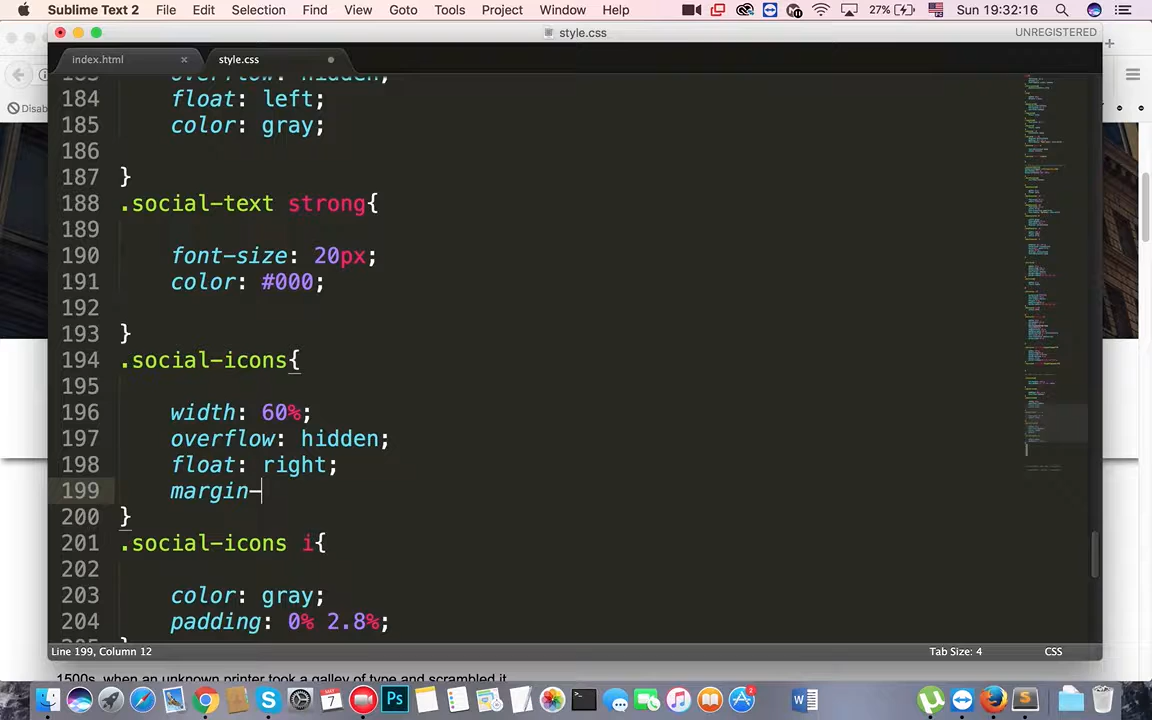 Sublime Text 2 File Edit Selection Find View Goto Tools Project Window Help 27% Sun 19:32:16
style.css UNREGISTERED
index.html style.css
Disab
183 overflow: hidden;
184 float: left;
185 color: gray;
186
187 }
188 .social-text strong{
189
190 font-size: 20px;
191 color: #000;
192
193 }
194 .social-icons{
195
196 width: 60%;
197 overflow: hidden;
198 float: right;
199 margin-
200 }
201 .social-icons i{
202
203 color: gray;
204 padding: 0% 2.8%;
205 }
Line 199, Column 12 Tab Size: 4 CSS
1500s, when an unknown printer took a galley of type and scrambled it